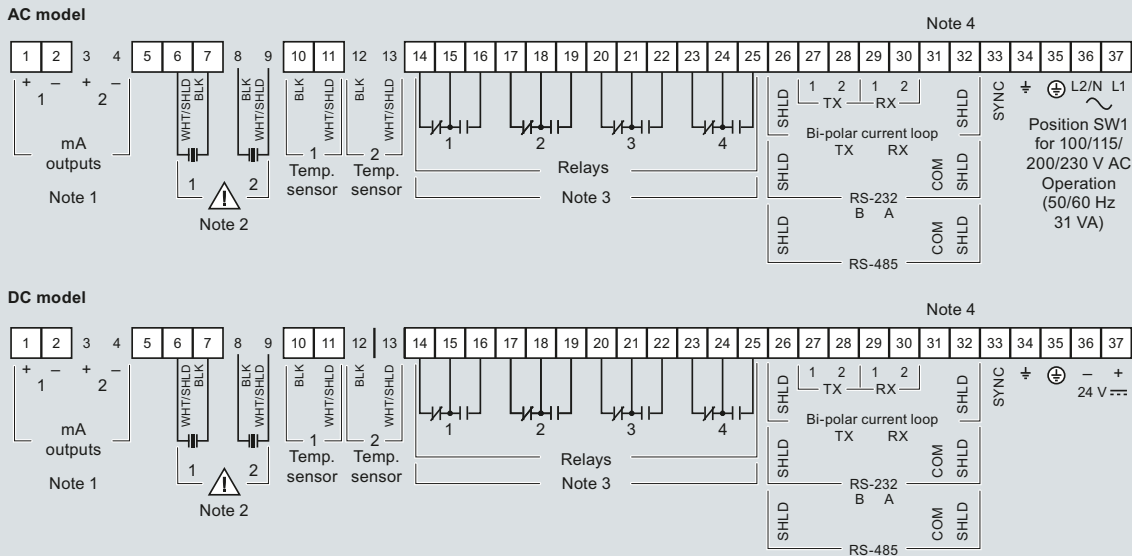 AC model
Note 4
1 2 3 4 5 6 7 8 9 10 11 12 13 14 15 16 17 18 19 20 21 22 23 24 25 26 27 28 29 30 31 32 33 34 35 36 37
+ – + –
1 2
mA
outputs
Note 1
WHT/SHLD
BLK
BLK
WHT/SHLD
1 2
Note 2
BLK
WHT/SHLD
1
Temp.
sensor
BLK
WHT/SHLD
2
Temp.
sensor
1 2 3 4
Relays
Note 3
SHLD
1 2 1 2
TX RX
SHLD
Bi-polar current loop
TX RX
SHLD
COM
SHLD
RS-232
B A
SHLD
COM
SHLD
RS-485
SYNC
L2/N L1
Position SW1
for 100/115/
200/230 V AC
Operation
(50/60 Hz
31 VA)
DC model
Note 4
1 2 3 4 5 6 7 8 9 10 11 12 13 14 15 16 17 18 19 20 21 22 23 24 25 26 27 28 29 30 31 32 33 34 35 36 37
+ – + –
1 2
mA
outputs
Note 1
WHT/SHLD
BLK
BLK
WHT/SHLD
1 2
Note 2
BLK
WHT/SHLD
1
Temp.
sensor
BLK
WHT/SHLD
2
Temp.
sensor
1 2 3 4
Relays
Note 3
SHLD
1 2 1 2
TX RX
SHLD
Bi-polar current loop
TX RX
SHLD
COM
SHLD
RS-232
B A
SHLD
COM
SHLD
RS-485
SYNC
– +
24 V